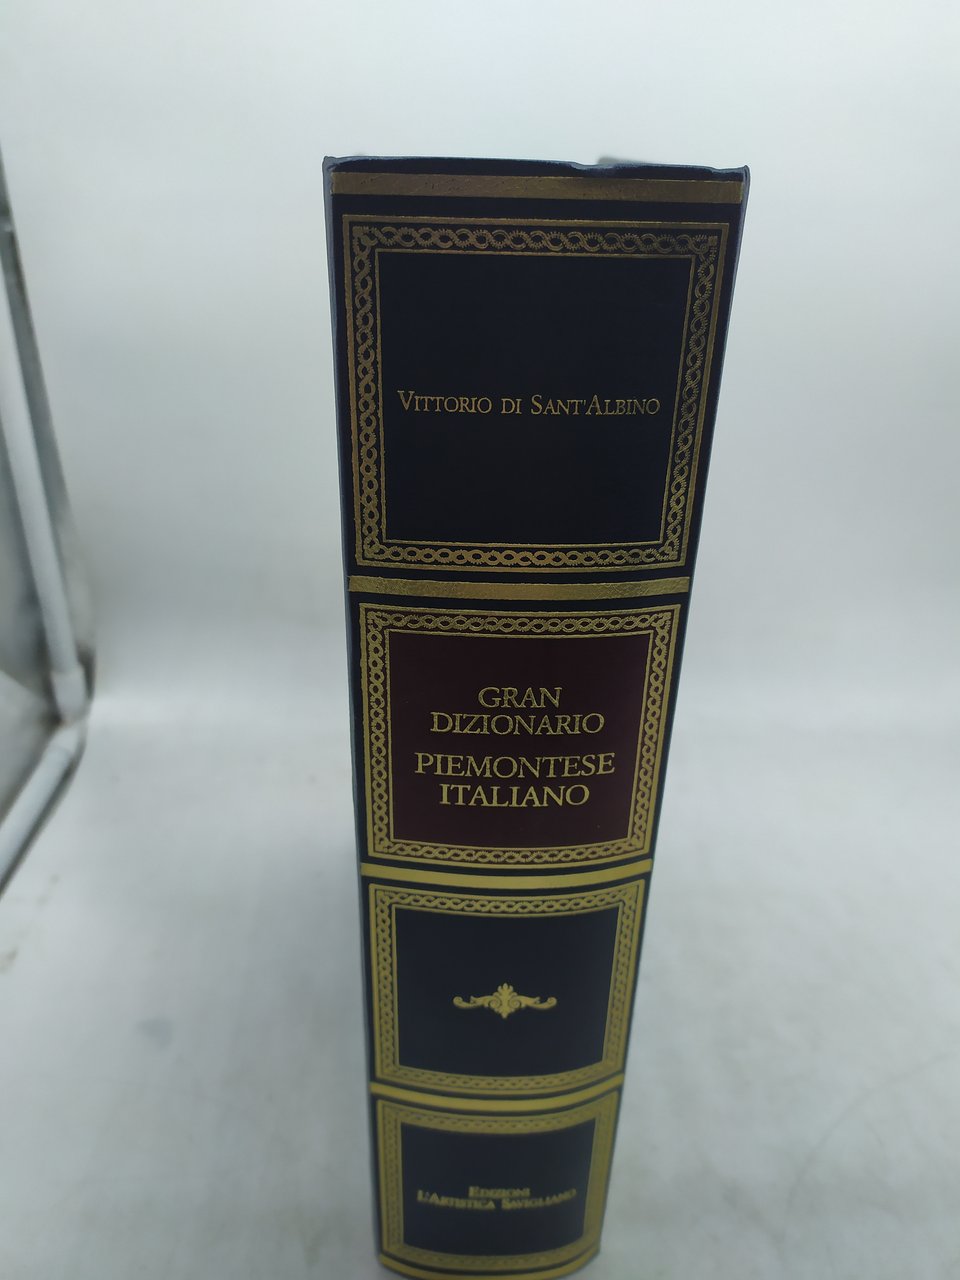 VITTORIO DI SANT'ALBINO
GRAN
DIZIONARIO
PIEMONTESE
ITALIANO
EDIZIONI
L'ARTISTICA SAVIGLIANO